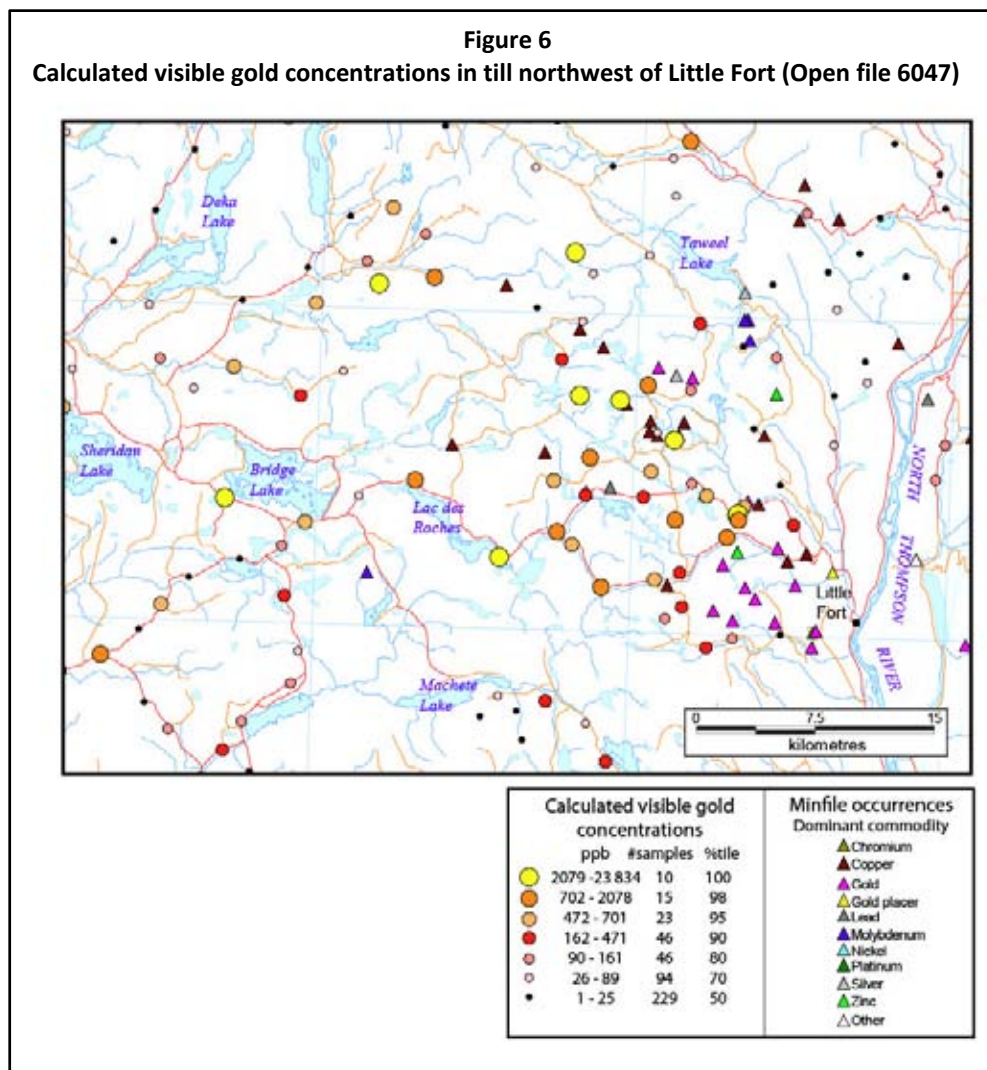 Figure 6
Calculated visible gold concentrations in till northwest of Little Fort (Open file 6047)
Deka
Lake
Taweel
Lake
Sheridan
Lake
Bridge
Lake
Lac des
Roches
NORTH
THOMPSON
RIVER
Little
Fort
Machete
Lake
0 7.5 15
kilometres
Calculated visible gold
concentrations
ppb #samples %tile
2079 -23 834 10 100
702 - 2078 15 98
472 - 701 23 95
162 - 471 46 90
90 - 161 46 80
26 - 89 94 70
1 - 25 229 50
Minfile occurrences
Dominant commodity
Chromium
Copper
Gold
Gold placer
Lead
Molybdenum
Nickel
Platinum
Silver
Zinc
Other